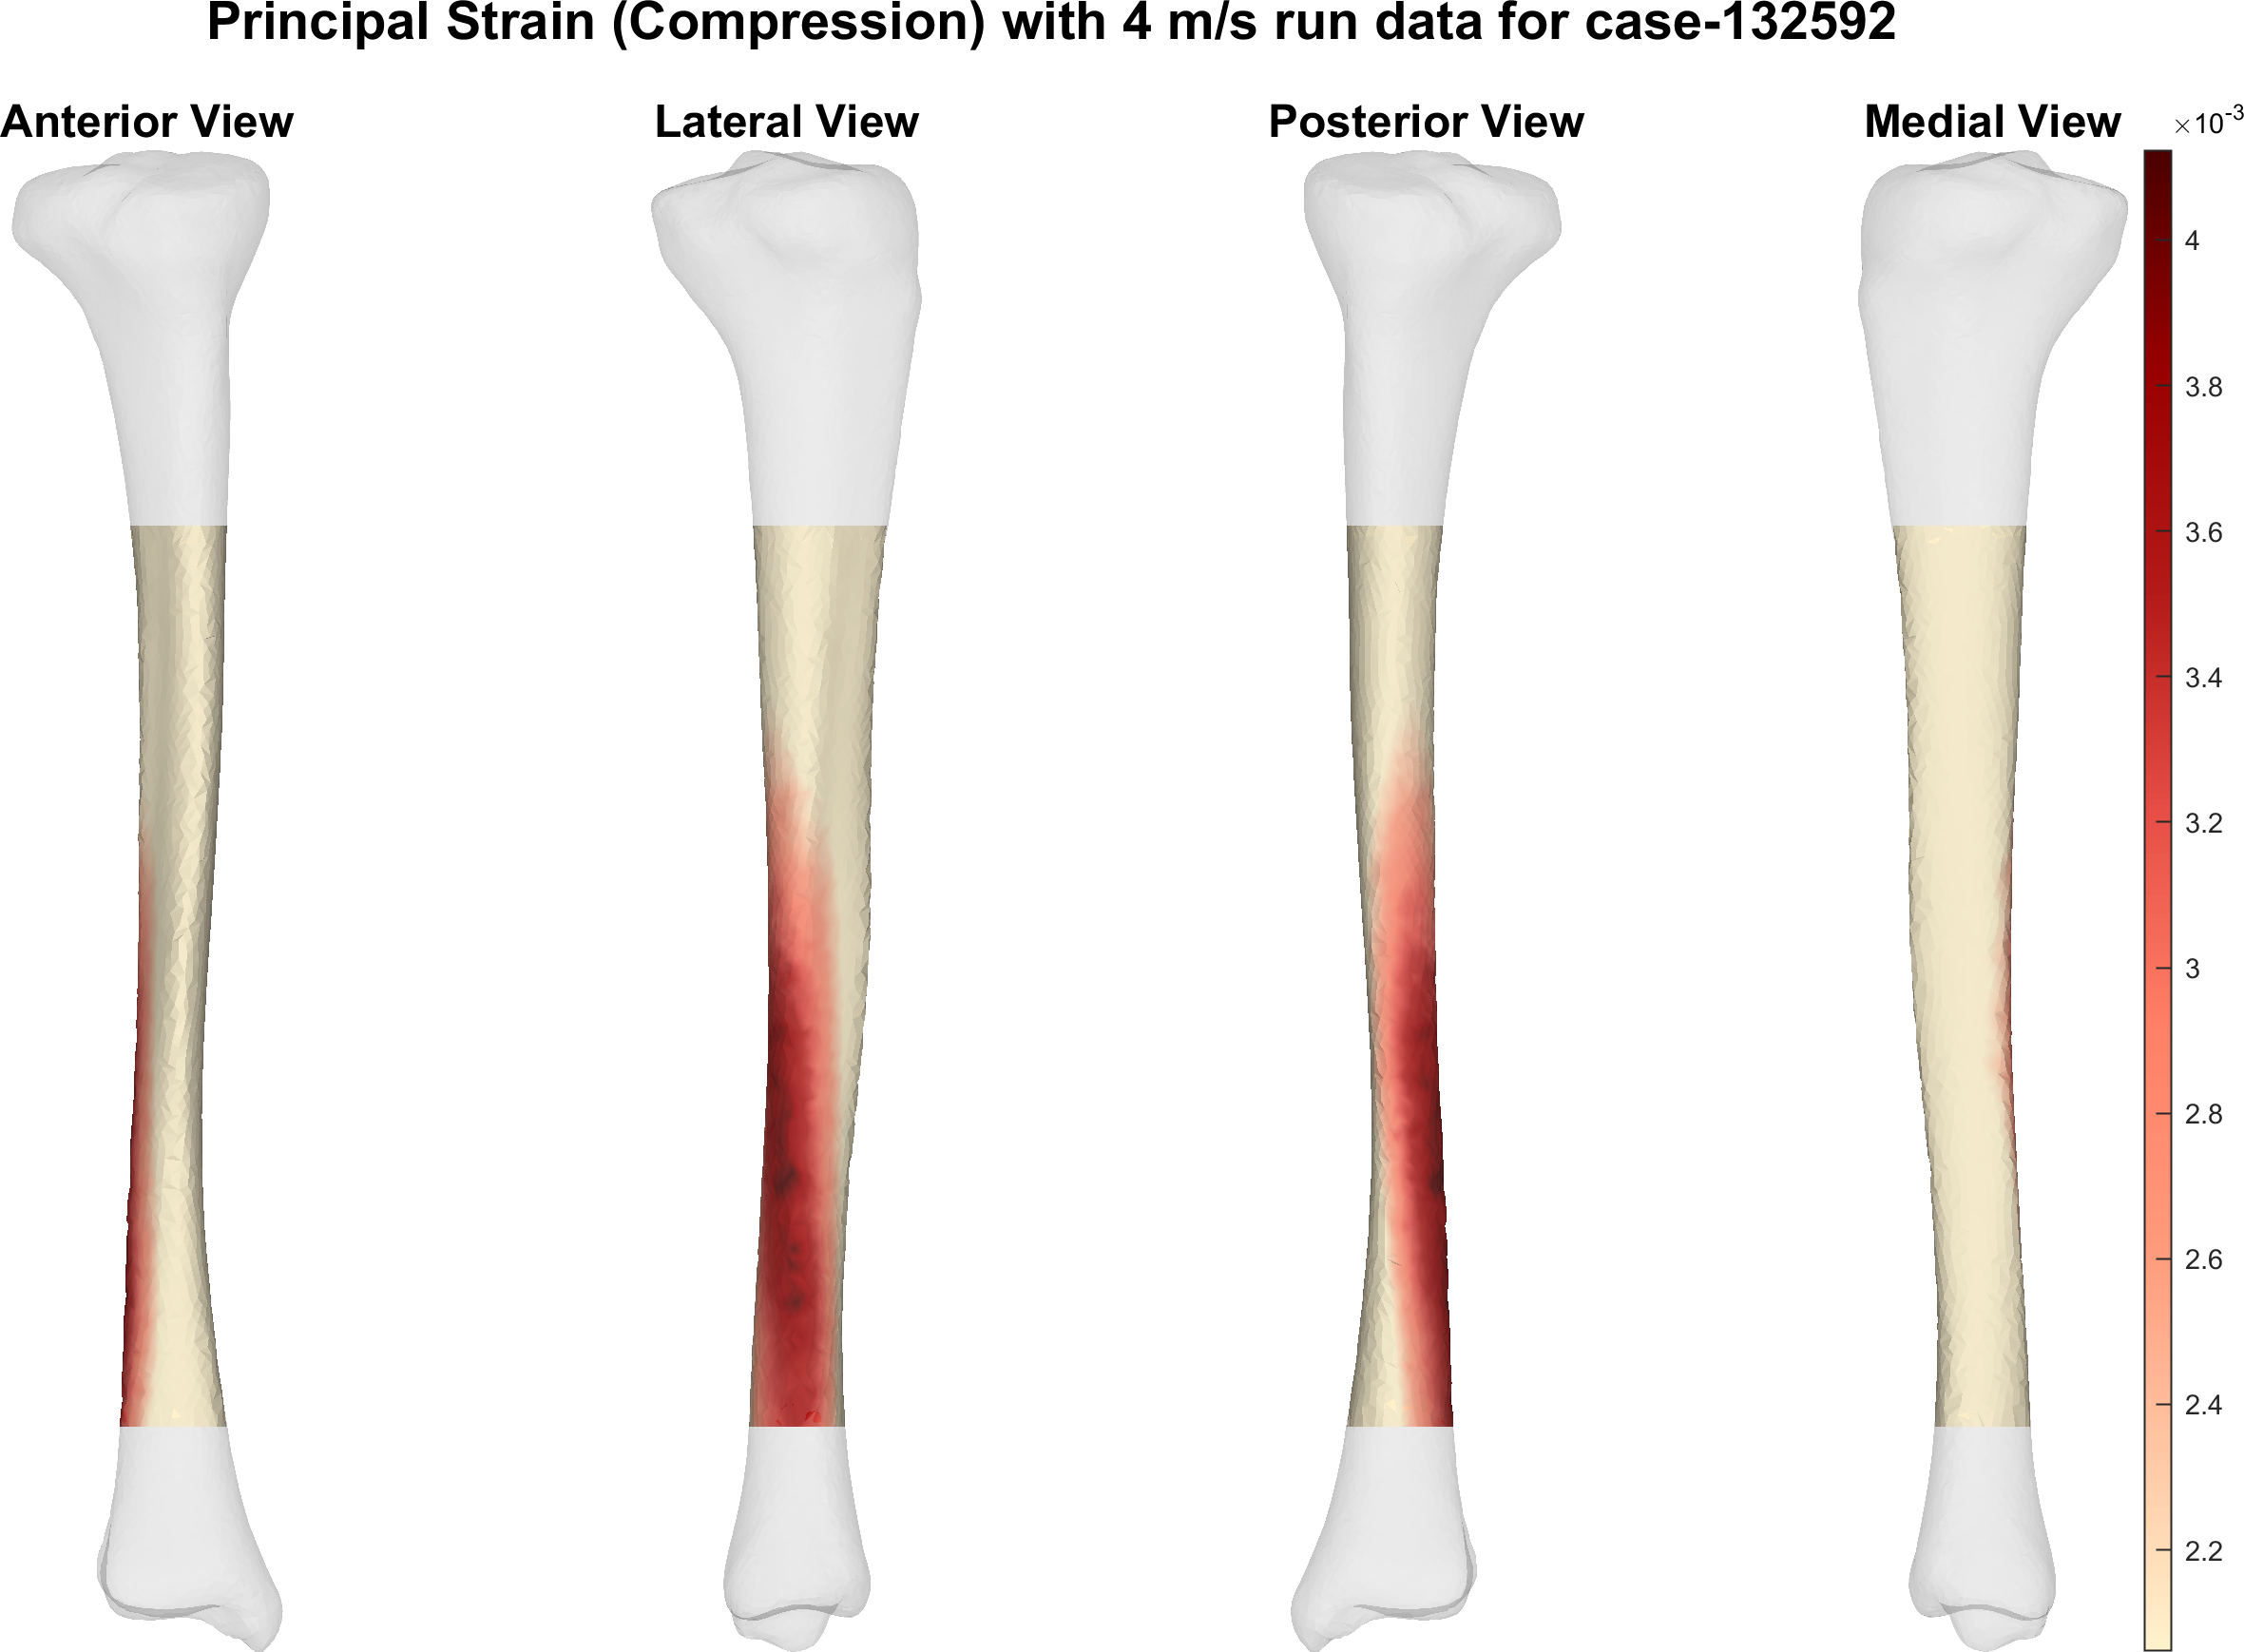 Principal Strain (Compression) with 4 m/s run data for case-132592
Anterior View
Lateral View
Posterior View
Medial View
×10-3
4
3.8
3.6
3.4
3.2
3
2.8
2.6
2.4
2.2